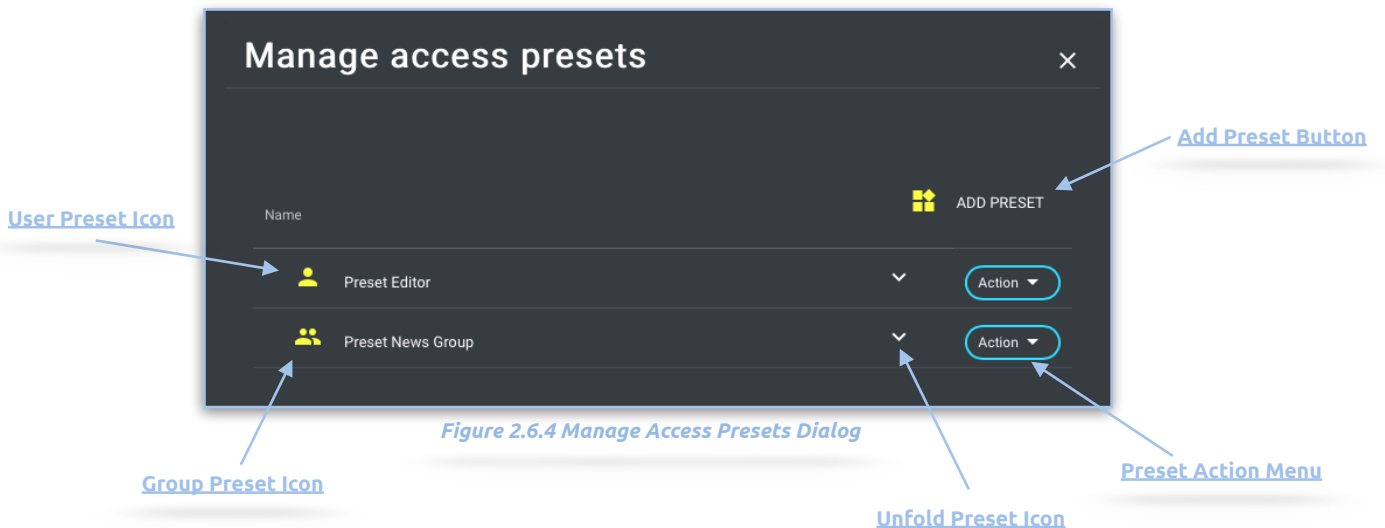 Manage access presets
Add Preset Button
ADD PRESET
User Preset Icon
Name
Preset Editor
Action
Preset News Group
Action
Figure 2.6.4 Manage Access Presets Dialog
Group Preset Icon
Preset Action Menu
Unfold Preset Icon